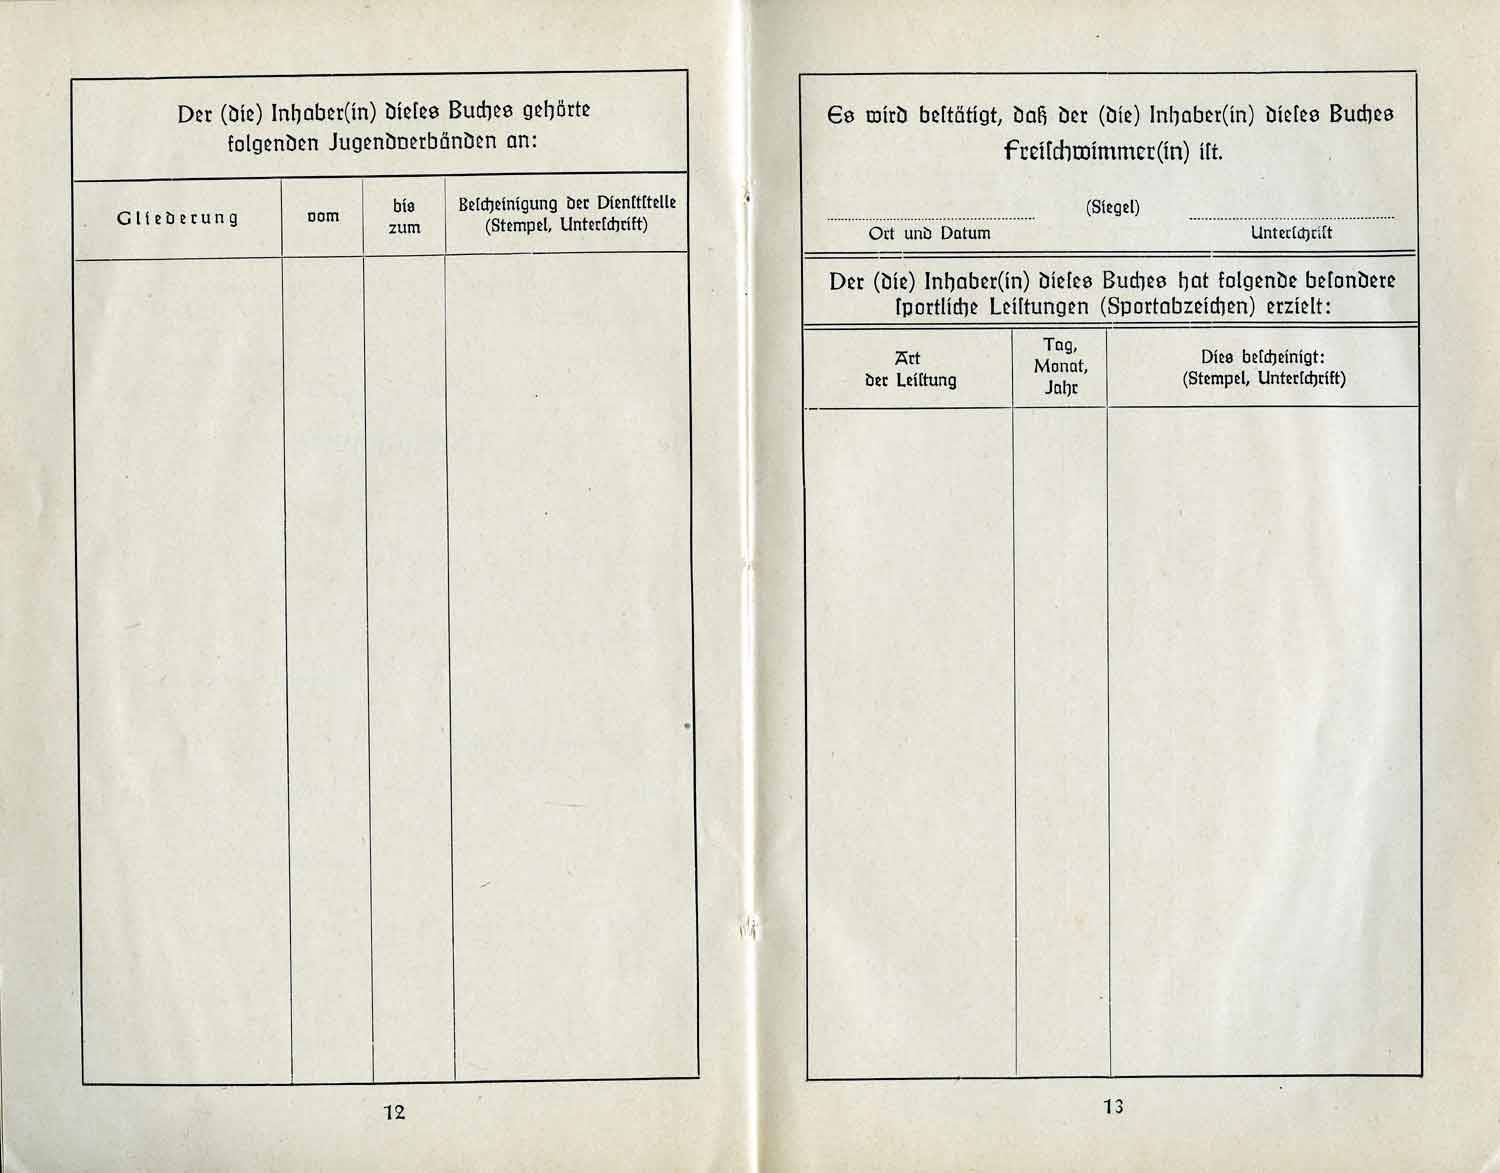 Der (die) Inhaber(in) dieſes Buches gehörte
folgenden Jugendverbänden an:
Gliederung
vom
bis
zum
Beſcheinigung der Dienſtſtelle
(Stempel, Unterſchrift)
12
Es wird beſtätigt, daß der (die) Inhaber(in) dieſes Buches
Freiſchwimmer(in) iſt.
(Siegel)
Ort und Datum
Unterſchrift
Der (die) Inhaber(in) dieſes Buches hat folgende beſondere
ſportliche Leiſtungen (Sportabzeichen) erzielt:
Art
der Leiſtung
Tag,
Monat,
Jahr
Dies beſcheinigt:
(Stempel, Unterſchrift)
13